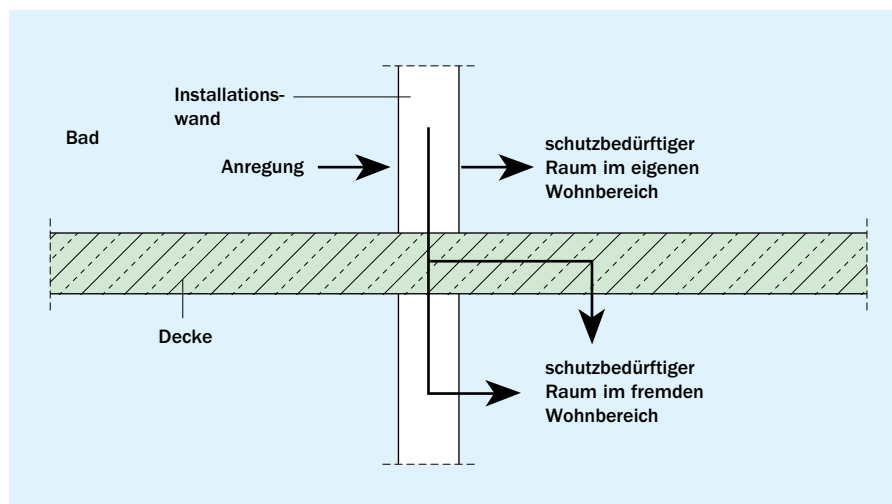 Installations-
wand
Bad
Anregung
schutzbedürftiger
Raum im eigenen
Wohnbereich
Decke
schutzbedürftiger
Raum im fremden
Wohnbereich